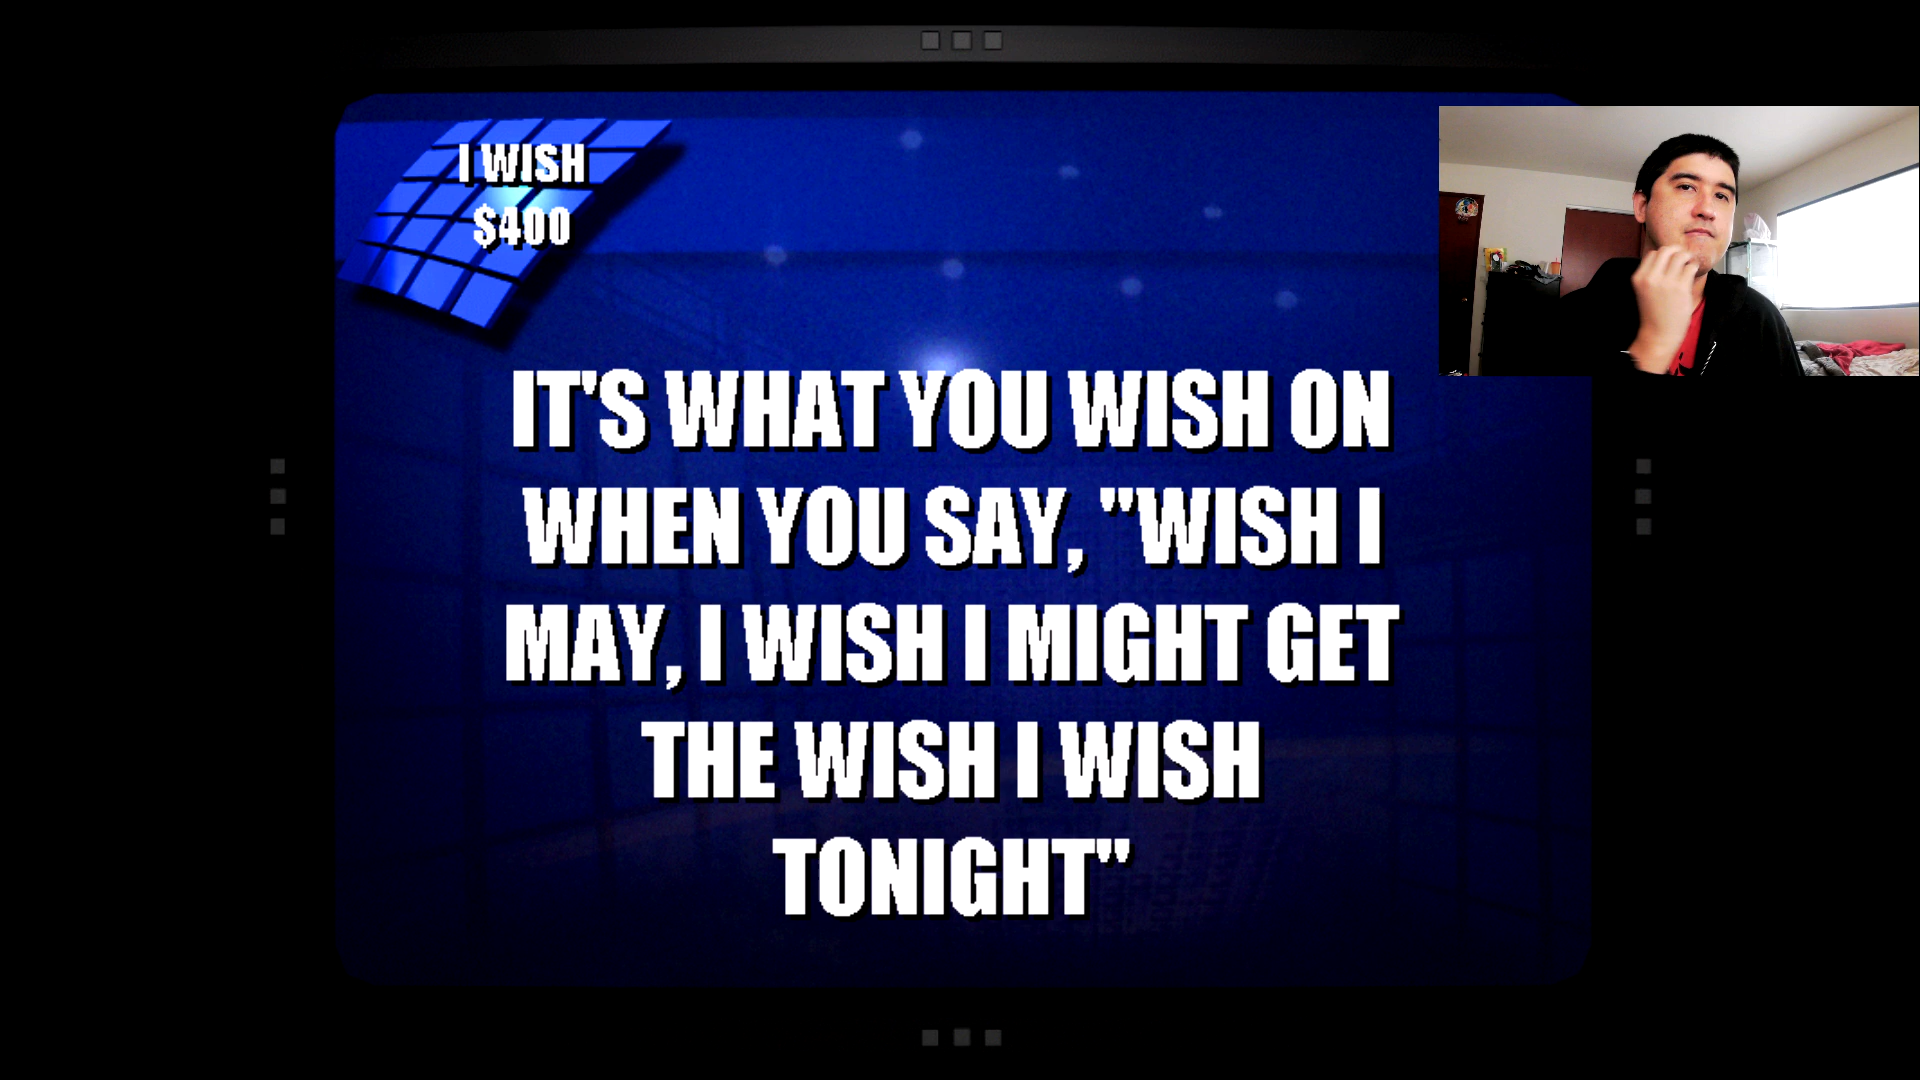 I WISH
$400
IT'S WHAT YOU WISH ON
WHEN YOU SAY, "WISH I
MAY, I WISH I MIGHT GET
THE WISH I WISH
TONIGHT"